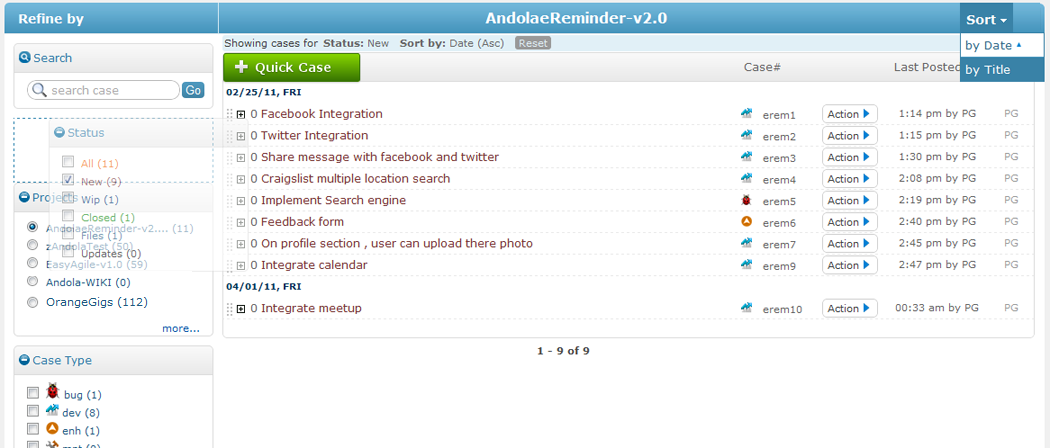 Refine by
AndolaeReminder-v2.0
Sort
by Date
by Title
Search
search case
Go
Status
All (11)
New (9)
Wip (1)
Closed (1)
Files (1)
Updates (0)
Projects
AndolaeReminder-v2.... (11)
zAndolaTest (50)
EasyAgile-v1.0 (59)
Andola-WIKI (0)
OrangeGigs (112)
more...
Case Type
bug (1)
dev (8)
enh (1)
Showing cases for Status: New Sort by: Date (Asc) Reset
+ Quick Case Case# Last Posted
02/25/11, FRI
0 Facebook Integration erem1 Action 1:14 pm by PG PG
0 Twitter Integration erem2 Action 1:15 pm by PG PG
0 Share message with facebook and twitter erem3 Action 1:30 pm by PG PG
0 Craigslist multiple location search erem4 Action 2:08 pm by PG PG
0 Implement Search engine erem5 Action 2:19 pm by PG PG
0 Feedback form erem6 Action 2:40 pm by PG PG
0 On profile section , user can upload there photo erem7 Action 2:45 pm by PG PG
0 Integrate calendar erem9 Action 2:47 pm by PG PG
04/01/11, FRI
0 Integrate meetup erem10 Action 00:33 am by PG PG
1 - 9 of 9